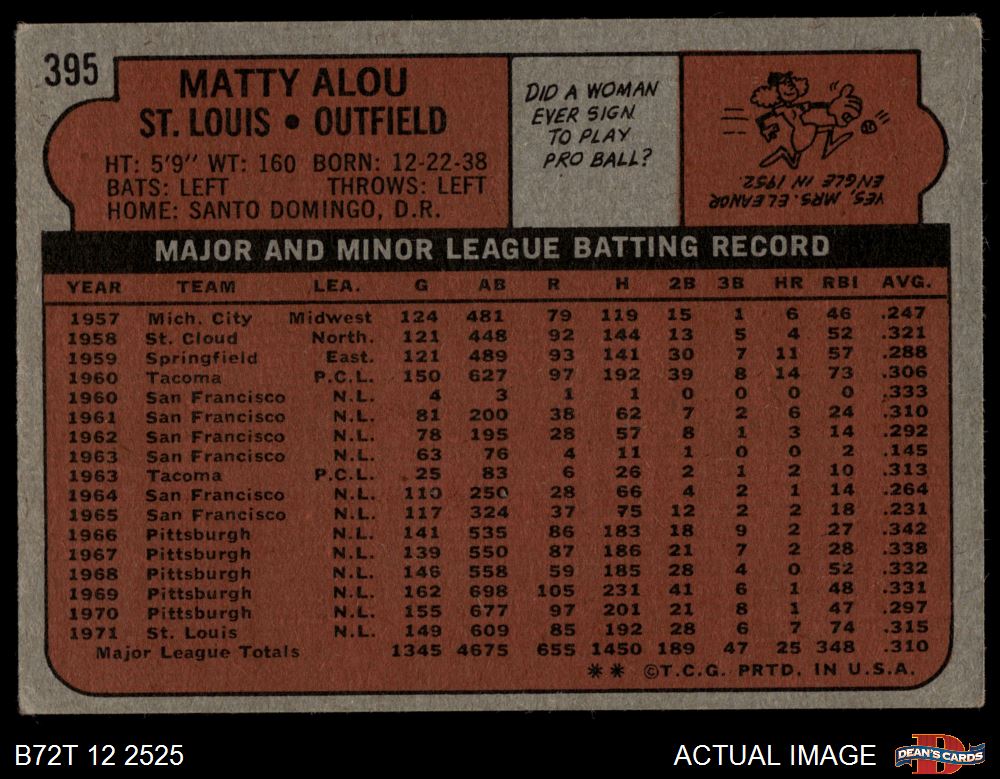 395
MATTY ALOU
ST. LOUIS • OUTFIELD
HT: 5'9" WT: 160 BORN: 12-22-38
BATS: LEFT THROWS: LEFT
HOME: SANTO DOMINGO, D.R.
DID A WOMAN
EVER SIGN
TO PLAY
PRO BALL?
YES, MRS. ELEANOR
ENGLE IN 1952.
MAJOR AND MINOR LEAGUE BATTING RECORD
YEAR TEAM LEA. G AB R H 2B 3B HR RBI AVG.
1957 Mich. City Midwest 124 481 79 119 15 1 6 46 .247
1958 St. Cloud North. 121 448 92 144 13 5 4 52 .321
1959 Springfield East. 121 489 93 141 30 7 11 57 .288
1960 Tacoma P.C.L. 150 627 97 192 39 8 14 73 .306
1960 San Francisco N.L. 4 3 1 1 0 0 0 0 .333
1961 San Francisco N.L. 81 200 38 62 7 2 6 24 .310
1962 San Francisco N.L. 78 195 28 57 8 1 3 14 .292
1963 San Francisco N.L. 63 76 4 11 1 0 0 2 .145
1963 Tacoma P.C.L. 25 83 6 26 2 1 2 10 .313
1964 San Francisco N.L. 110 250 28 66 4 2 1 14 .264
1965 San Francisco N.L. 117 324 37 75 12 2 2 18 .231
1966 Pittsburgh N.L. 141 535 86 183 18 9 2 27 .342
1967 Pittsburgh N.L. 139 550 87 186 21 7 2 28 .338
1968 Pittsburgh N.L. 146 558 59 185 28 4 0 52 .332
1969 Pittsburgh N.L. 162 698 105 231 41 6 1 48 .331
1970 Pittsburgh N.L. 155 677 97 201 21 8 1 47 .297
1971 St. Louis N.L. 149 609 85 192 28 6 7 74 .315
Major League Totals 1345 4675 655 1450 189 47 25 348 .310
** ©T.C.G. PRTD. IN U.S.A.
B72T 12 2525
ACTUAL IMAGE
DEAN'S CARDS